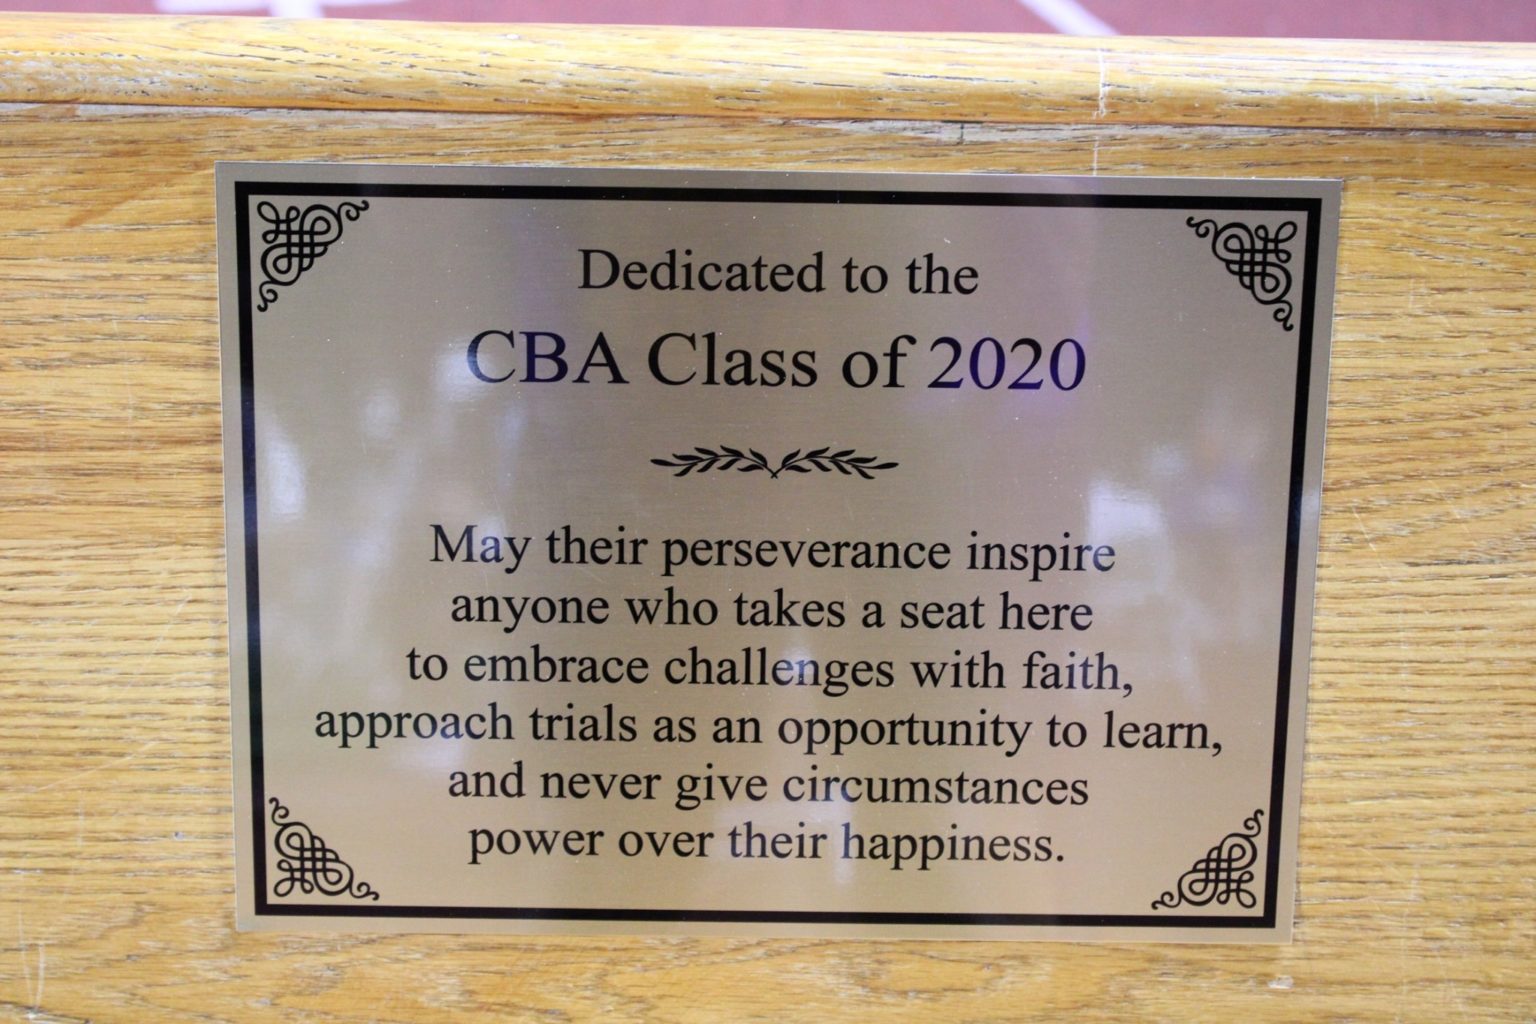 Dedicated to the
CBA Class of 2020
May their perseverance inspire
anyone who takes a seat here
to embrace challenges with faith,
approach trials as an opportunity to learn,
and never give circumstances
power over their happiness.